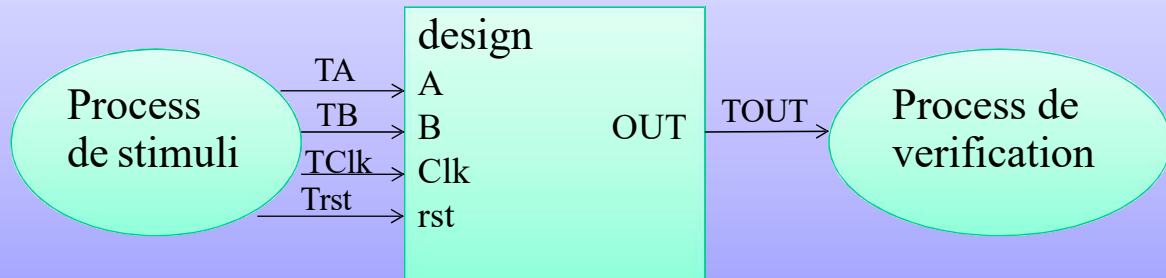 Process
de stimuli
TA
TB
TClk
Trst
design
A
B
Clk
rst
OUT
TOUT
Process de
verification